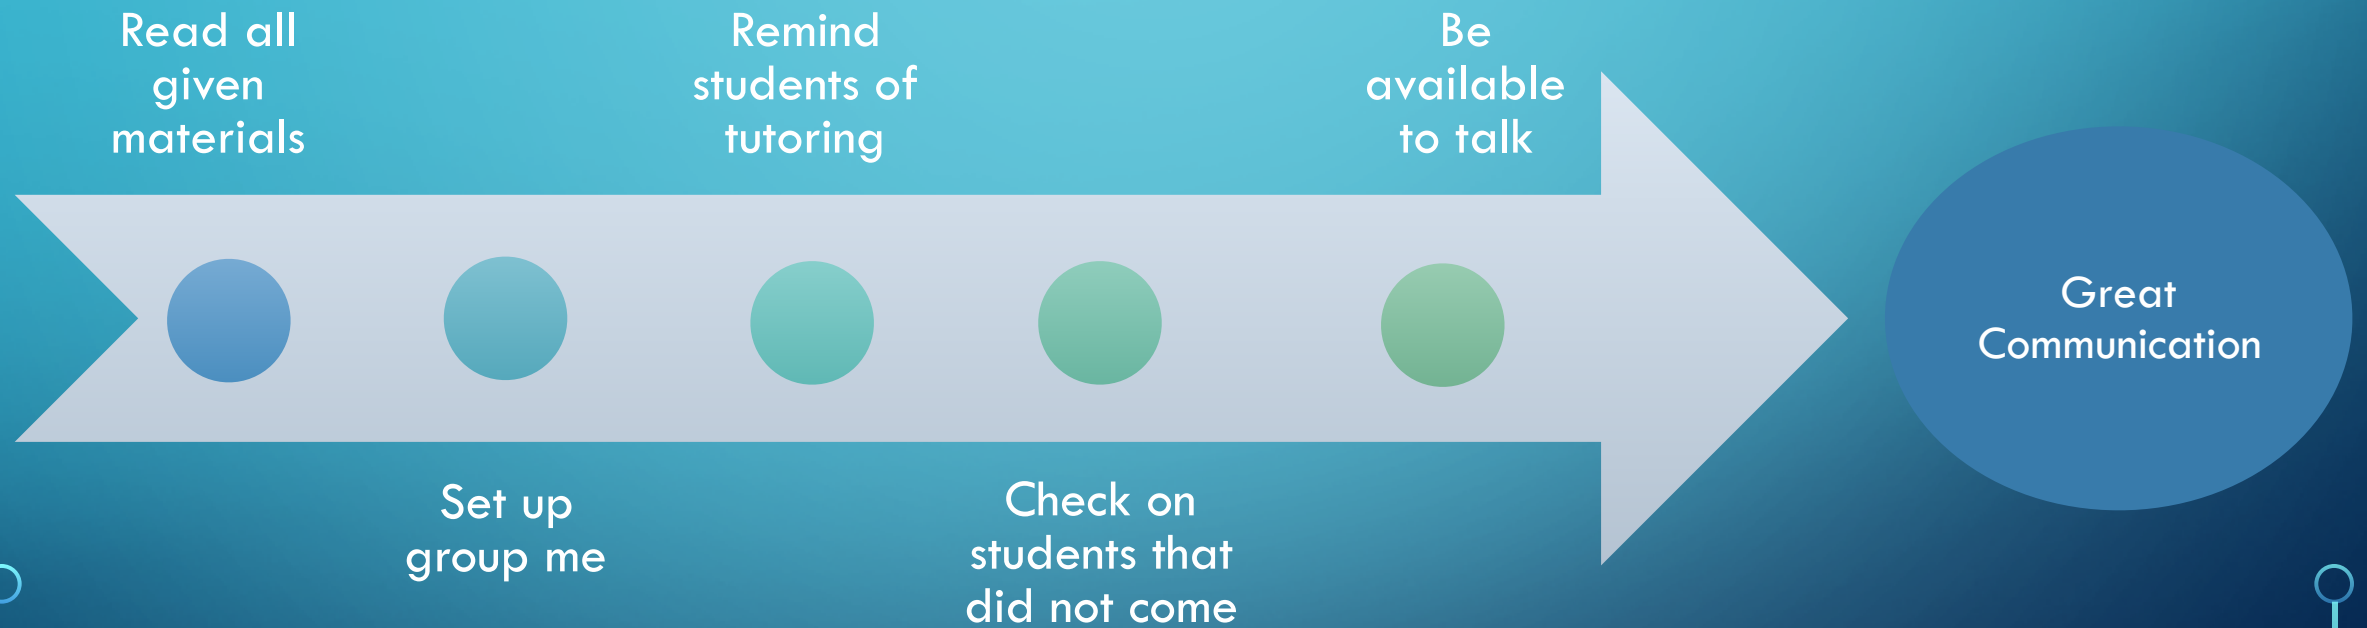 Read all
given
materials
Set up
group me
Remind
students of
tutoring
Check on
students that
did not come
Be
available
to talk
Great
Communication